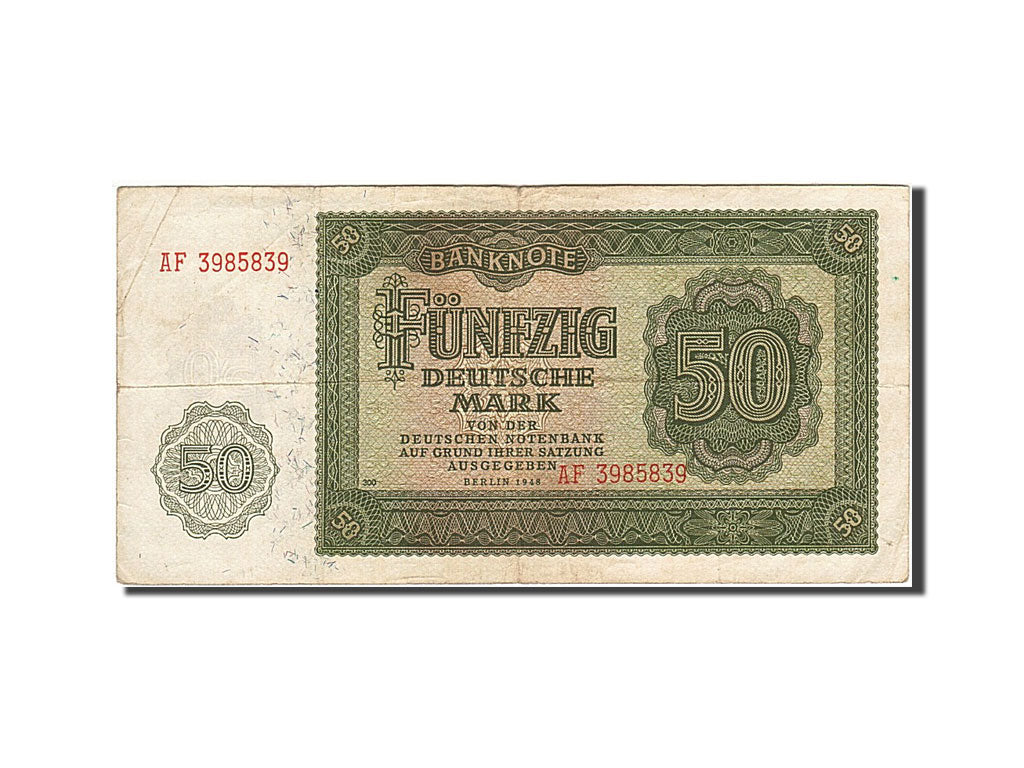 50
50
BANKNOTE
AF 3985839
FÜNFZIG
50
DEUTSCHE
MARK
VON DER
DEUTSCHEN NOTENBANK
AUF GRUND IHRER SATZUNG
AUSGEGEBEN
50
AF 3985839
300
BERLIN 1948
50
50